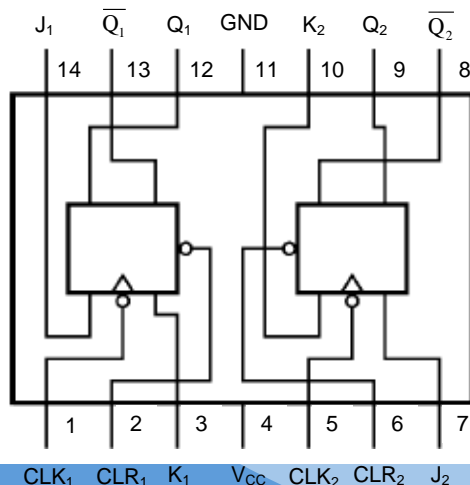 J₁ Q̅₁ Q₁ GND K₂ Q₂ Q̅₂
14 13 12 11 10 9 8
1 2 3 4 5 6 7
CLK₁ CLR₁ K₁ V_CC CLK₂ CLR₂ J₂